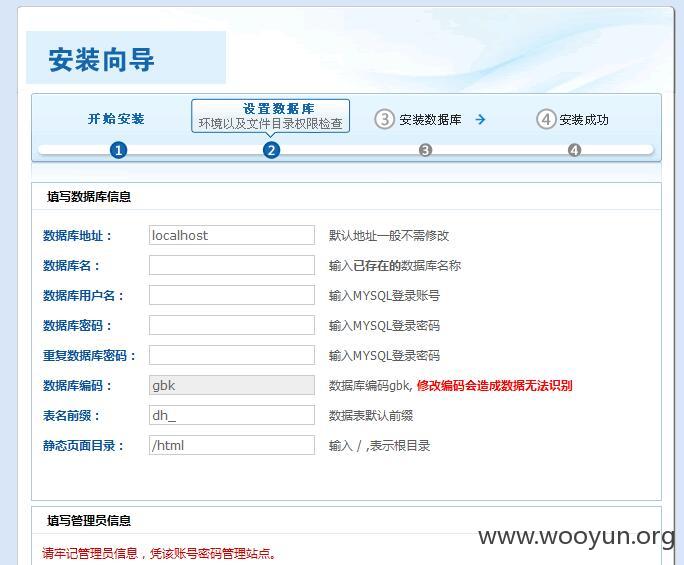 安装向导
开始安装
设置数据库
环境以及文件目录权限检查
3 安装数据库
4 安装成功
1 2 3 4
填写数据库信息
数据库地址： localhost 默认地址一般不需修改
数据库名： 输入已存在的数据库名称
数据库用户名： 输入MYSQL登录账号
数据库密码： 输入MYSQL登录密码
重复数据库密码： 输入MYSQL登录密码
数据库编码： gbk 数据库编码gbk, 修改编码会造成数据无法识别
表名前缀： dh_ 数据表默认前缀
静态页面目录： /html 输入 / ,表示根目录
填写管理员信息
请牢记管理员信息，凭该账号密码管理站点。
www.wooyun.org